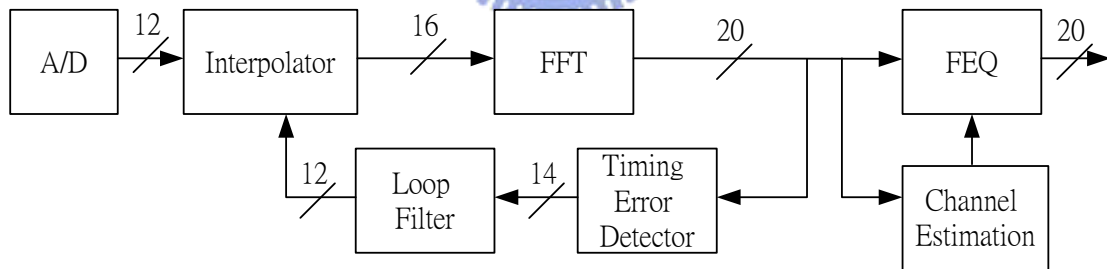 12
16
20
20
A/D
Interpolator
FFT
FEQ
12
14
Loop
Filter
Timing
Error
Detector
Channel
Estimation